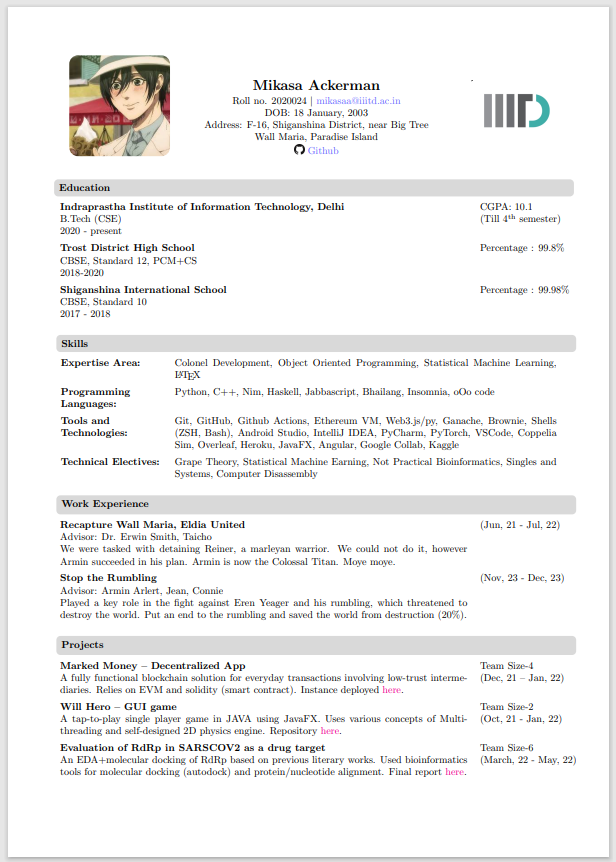 Mikasa Ackerman
Roll no. 2020024 | mikasaa@iiitd.ac.in
DOB: 18 January, 2003
Address: F-16, Shiganshina District, near Big Tree
Wall Maria, Paradise Island
Github
IIITD
Education
Indraprastha Institute of Information Technology, Delhi CGPA: 10.1
B.Tech (CSE) (Till 4th semester)
2020 - present
Trost District High School Percentage : 99.8%
CBSE, Standard 12, PCM+CS
2018-2020
Shiganshina International School Percentage : 99.98%
CBSE, Standard 10
2017 - 2018
Skills
Expertise Area: Colonel Development, Object Oriented Programming, Statistical Machine Learning,
LATEX
Programming Python, C++, Nim, Haskell, Jabbascript, Bhailang, Insomnia, oOo code
Languages:
Tools and Git, GitHub, Github Actions, Ethereum VM, Web3.js/py, Ganache, Brownie, Shells
Technologies: (ZSH, Bash), Android Studio, IntelliJ IDEA, PyCharm, PyTorch, VSCode, Coppelia
Sim, Overleaf, Heroku, JavaFX, Angular, Google Collab, Kaggle
Technical Electives: Grape Theory, Statistical Machine Earning, Not Practical Bioinformatics, Singles and
Systems, Computer Disassembly
Work Experience
Recapture Wall Maria, Eldia United (Jun, 21 - Jul, 22)
Advisor: Dr. Erwin Smith, Taicho
We were tasked with detaining Reiner, a marleyan warrior. We could not do it, however
Armin succeeded in his plan. Armin is now the Colossal Titan. Moye moye.
Stop the Rumbling (Nov, 23 - Dec, 23)
Advisor: Armin Arlert, Jean, Connie
Played a key role in the fight against Eren Yeager and his rumbling, which threatened to
destroy the world. Put an end to the rumbling and saved the world from destruction (20%).
Projects
Marked Money – Decentralized App Team Size-4
A fully functional blockchain solution for everyday transactions involving low-trust interme- (Dec, 21 – Jan, 22)
diaries. Relies on EVM and solidity (smart contract). Instance deployed here.
Will Hero – GUI game Team Size-2
A tap-to-play single player game in JAVA using JavaFX. Uses various concepts of Multi- (Oct, 21 - Jan, 22)
threading and self-designed 2D physics engine. Repository here.
Evaluation of RdRp in SARSCOV2 as a drug target Team Size-6
An EDA+molecular docking of RdRp based on previous literary works. Used bioinformatics (March, 22 - May, 22)
tools for molecular docking (autodock) and protein/nucleotide alignment. Final report here.